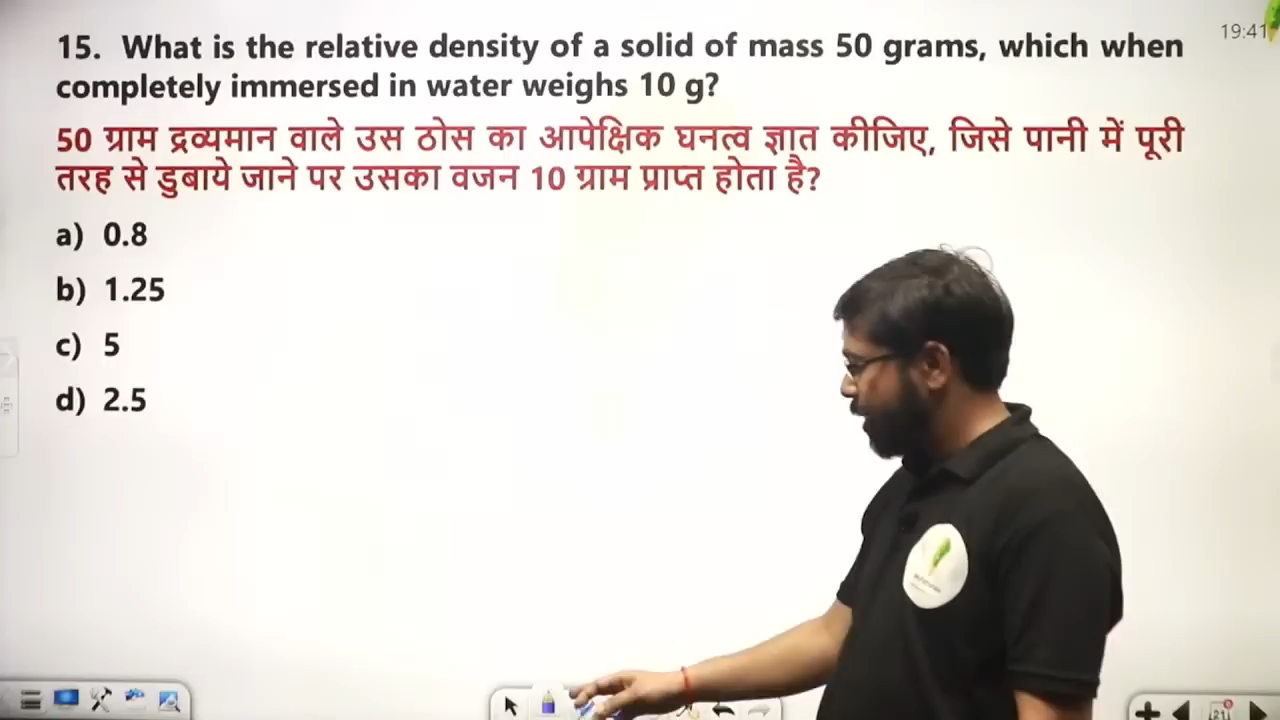 19:41
15. What is the relative density of a solid of mass 50 grams, which when
completely immersed in water weighs 10 g?
50 ग्राम द्रव्यमान वाले उस ठोस का आपेक्षिक घनत्व ज्ञात कीजिए, जिसे पानी में पूरी
तरह से डुबाये जाने पर उसका वजन 10 ग्राम प्राप्त होता है?
a) 0.8
b) 1.25
c) 5
d) 2.5
21